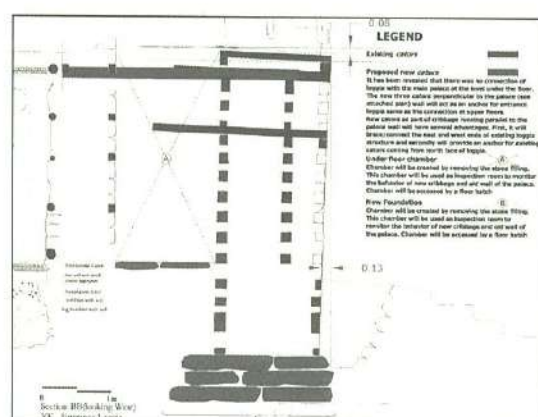 0.08
LEGEND
Existing cators
Proposed new cators
It has been revealed that there was no connection of
loggia with the main palace at the level under the floor.
The new three cators perpendicular to the palace (see
attached plan) wall will act as an anchor for entrance
loggia same as the connection at upper floors.
New cators as part of cribbage running parallel to the
palace wall will have several advantages. First, it will
brace/connect the east and west ends of existing loggia
structure and secondly will provide an anchor for existing
cators coming from north face of loggia.
Under floor chamber
A
Chamber will be created by removing the stone filling.
This chamber will be used as inspection room to monitor
the behavior of new cribbage and old wall of the palace.
Chamber will be accessed by a floor hatch
New Foundation
Chamber will be created by removing the stone filling.
This chamber will be used as inspection room to
monitor the behavior of new cribbage and old wall of
the palace. Chamber will be accessed by a floor hatch
A
0.13
0
1m
Section BB(looking West)